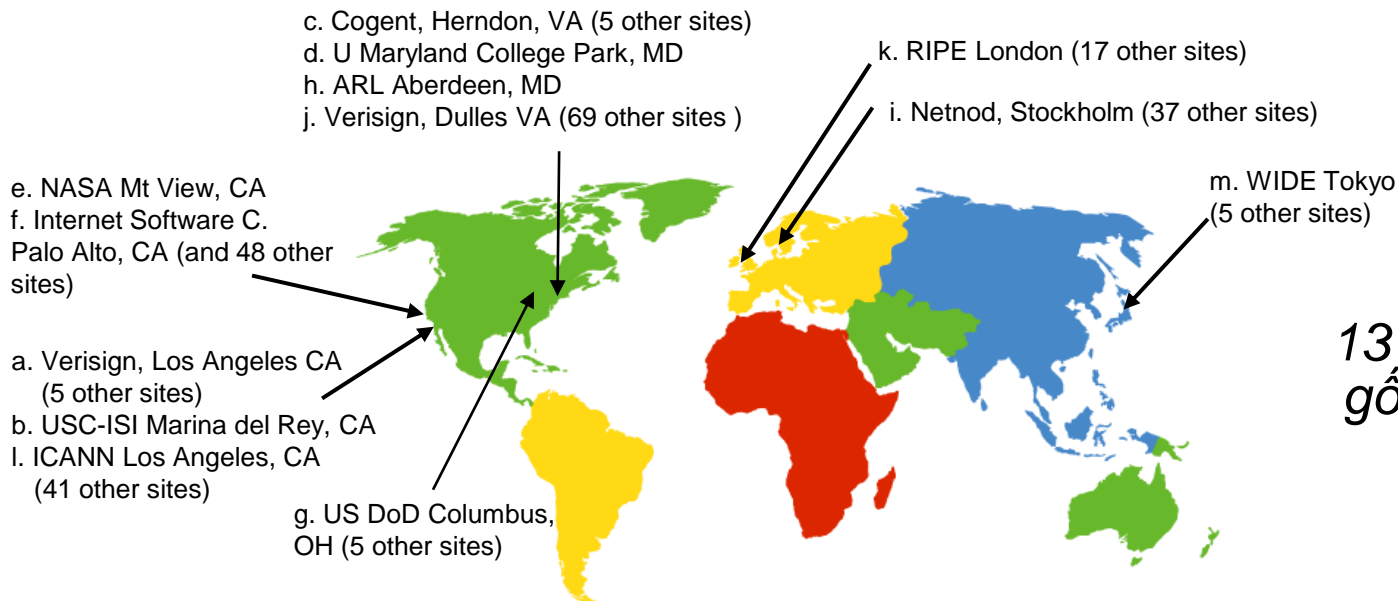 c. Cogent, Herndon, VA (5 other sites)
d. U Maryland College Park, MD
h. ARL Aberdeen, MD
j. Verisign, Dulles VA (69 other sites )
k. RIPE London (17 other sites)
i. Netnod, Stockholm (37 other sites)
e. NASA Mt View, CA
f. Internet Software C.
Palo Alto, CA (and 48 other
sites)
m. WIDE Tokyo
(5 other sites)
a. Verisign, Los Angeles CA
(5 other sites)
b. USC-ISI Marina del Rey, CA
l. ICANN Los Angeles, CA
(41 other sites)
g. US DoD Columbus,
OH (5 other sites)
13
gố